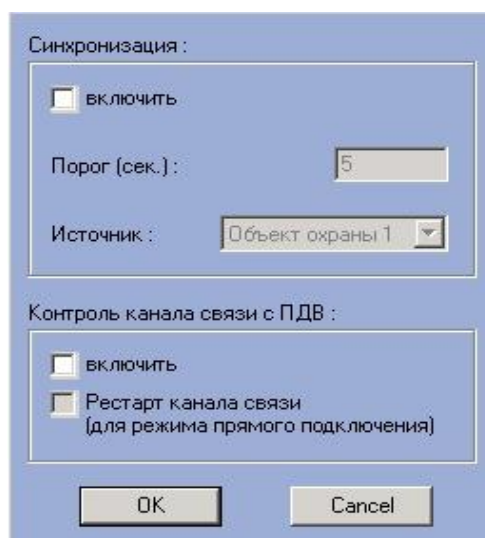 Синхронизация :
включить
Порог (сек.) : 5
Источник : Объект охраны 1
Контроль канала связи с ПДВ :
включить
Рестарт канала связи
(для режима прямого подключения)
OK Cancel